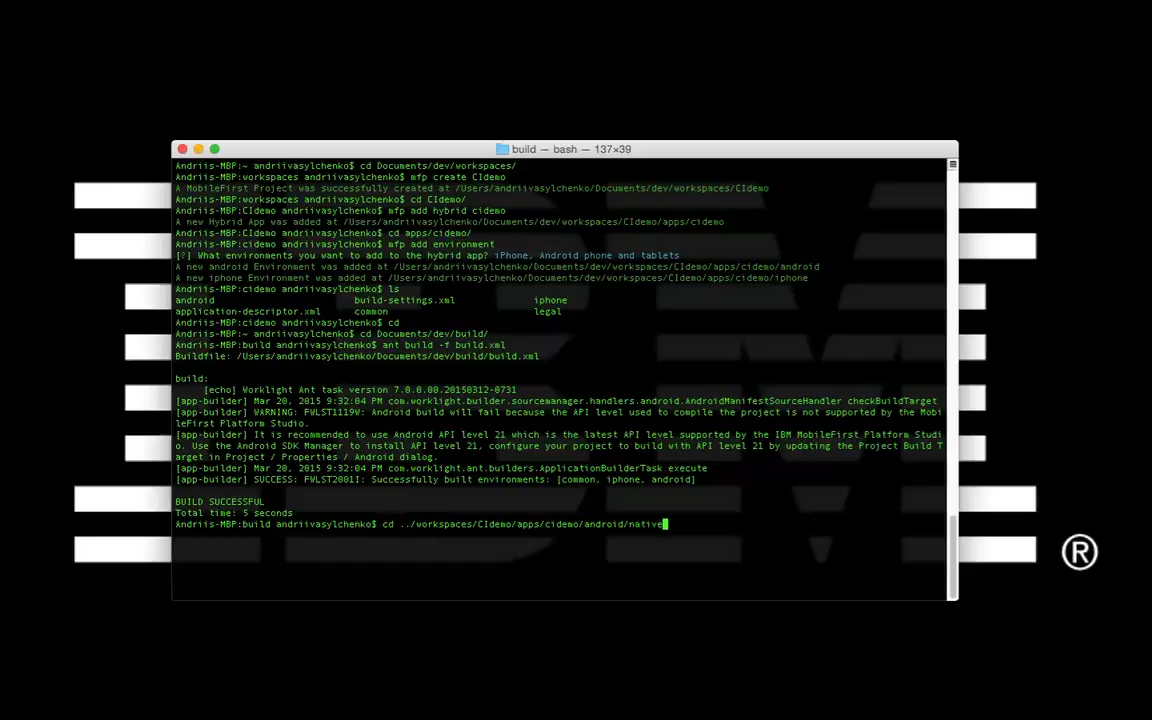 build — bash — 137×39
Andriis-MBP:~ andriivasylchenko$ cd Documents/dev/workspaces/
Andriis-MBP:workspaces andriivasylchenko$ mfp create CIdemo
A MobileFirst Project was successfully created at /Users/andriivasylchenko/Documents/dev/workspaces/CIdemo
Andriis-MBP:workspaces andriivasylchenko$ cd CIdemo/
Andriis-MBP:CIdemo andriivasylchenko$ mfp add hybrid cidemo
A new Hybrid App was added at /Users/andriivasylchenko/Documents/dev/workspaces/CIdemo/apps/cidemo
Andriis-MBP:CIdemo andriivasylchenko$ cd apps/cidemo/
Andriis-MBP:cidemo andriivasylchenko$ mfp add environment
[?] What environments you want to add to the hybrid app? iPhone, Android phone and tablets
A new android Environment was added at /Users/andriivasylchenko/Documents/dev/workspaces/CIdemo/apps/cidemo/android
A new iphone Environment was added at /Users/andriivasylchenko/Documents/dev/workspaces/CIdemo/apps/cidemo/iphone
Andriis-MBP:cidemo andriivasylchenko$ ls
android build-settings.xml iphone
application-descriptor.xml common legal
Andriis-MBP:cidemo andriivasylchenko$ cd
Andriis-MBP:~ andriivasylchenko$ cd Documents/dev/build/
Andriis-MBP:build andriivasylchenko$ ant build -f build.xml
Buildfile: /Users/andriivasylchenko/Documents/dev/build/build.xml
build:
[echo] Worklight Ant task version 7.0.0.00.20150312-0731
[app-builder] Mar 20, 2015 9:32:04 PM com.worklight.builder.sourcemanager.handlers.android.AndroidManifestSourceHandler checkBuildTarget
[app-builder] WARNING: FWLST1119W: Android build will fail because the API level used to compile the project is not supported by the Mobi
leFirst Platform Studio.
[app-builder] It is recommended to use Android API level 21 which is the latest API level supported by the IBM MobileFirst Platform Studi
o. Use the Android SDK Manager to install API level 21, configure your project to build with API level 21 by updating the Project Build T
arget in Project / Properties / Android dialog.
[app-builder] Mar 20, 2015 9:32:04 PM com.worklight.ant.builders.ApplicationBuilderTask execute
[app-builder] SUCCESS: FWLST2001I: Successfully built environments: [common, iphone, android]
BUILD SUCCESSFUL
Total time: 5 seconds
Andriis-MBP:build andriivasylchenko$ cd ../workspaces/CIdemo/apps/cidemo/android/native
®